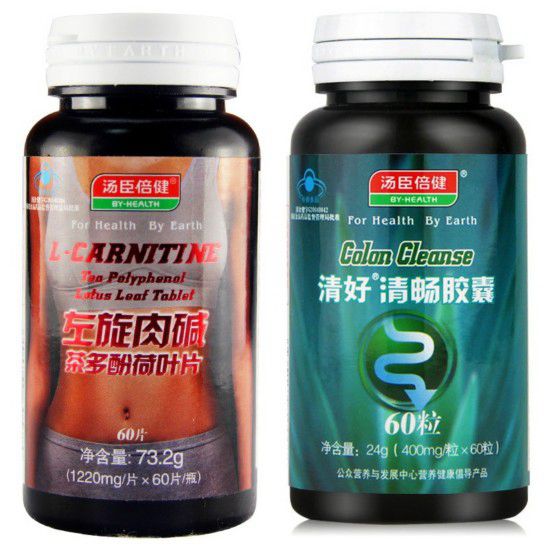 汤臣倍健®
BY-HEALTH
For Health By Earth
L-CARNITINE
Tea Polyphenol
Lotus Leaf Tablet
左旋肉碱
茶多酚荷叶片
60片
净含量: 73.2g
(1220mg/片×60片/瓶)
汤臣倍健®
BY-HEALTH
For Health By Earth
Colon Cleanse
清好®清畅胶囊
60粒
净含量: 24g (400mg/粒×60粒)
公众营养与发展中心营养健康倡导产品